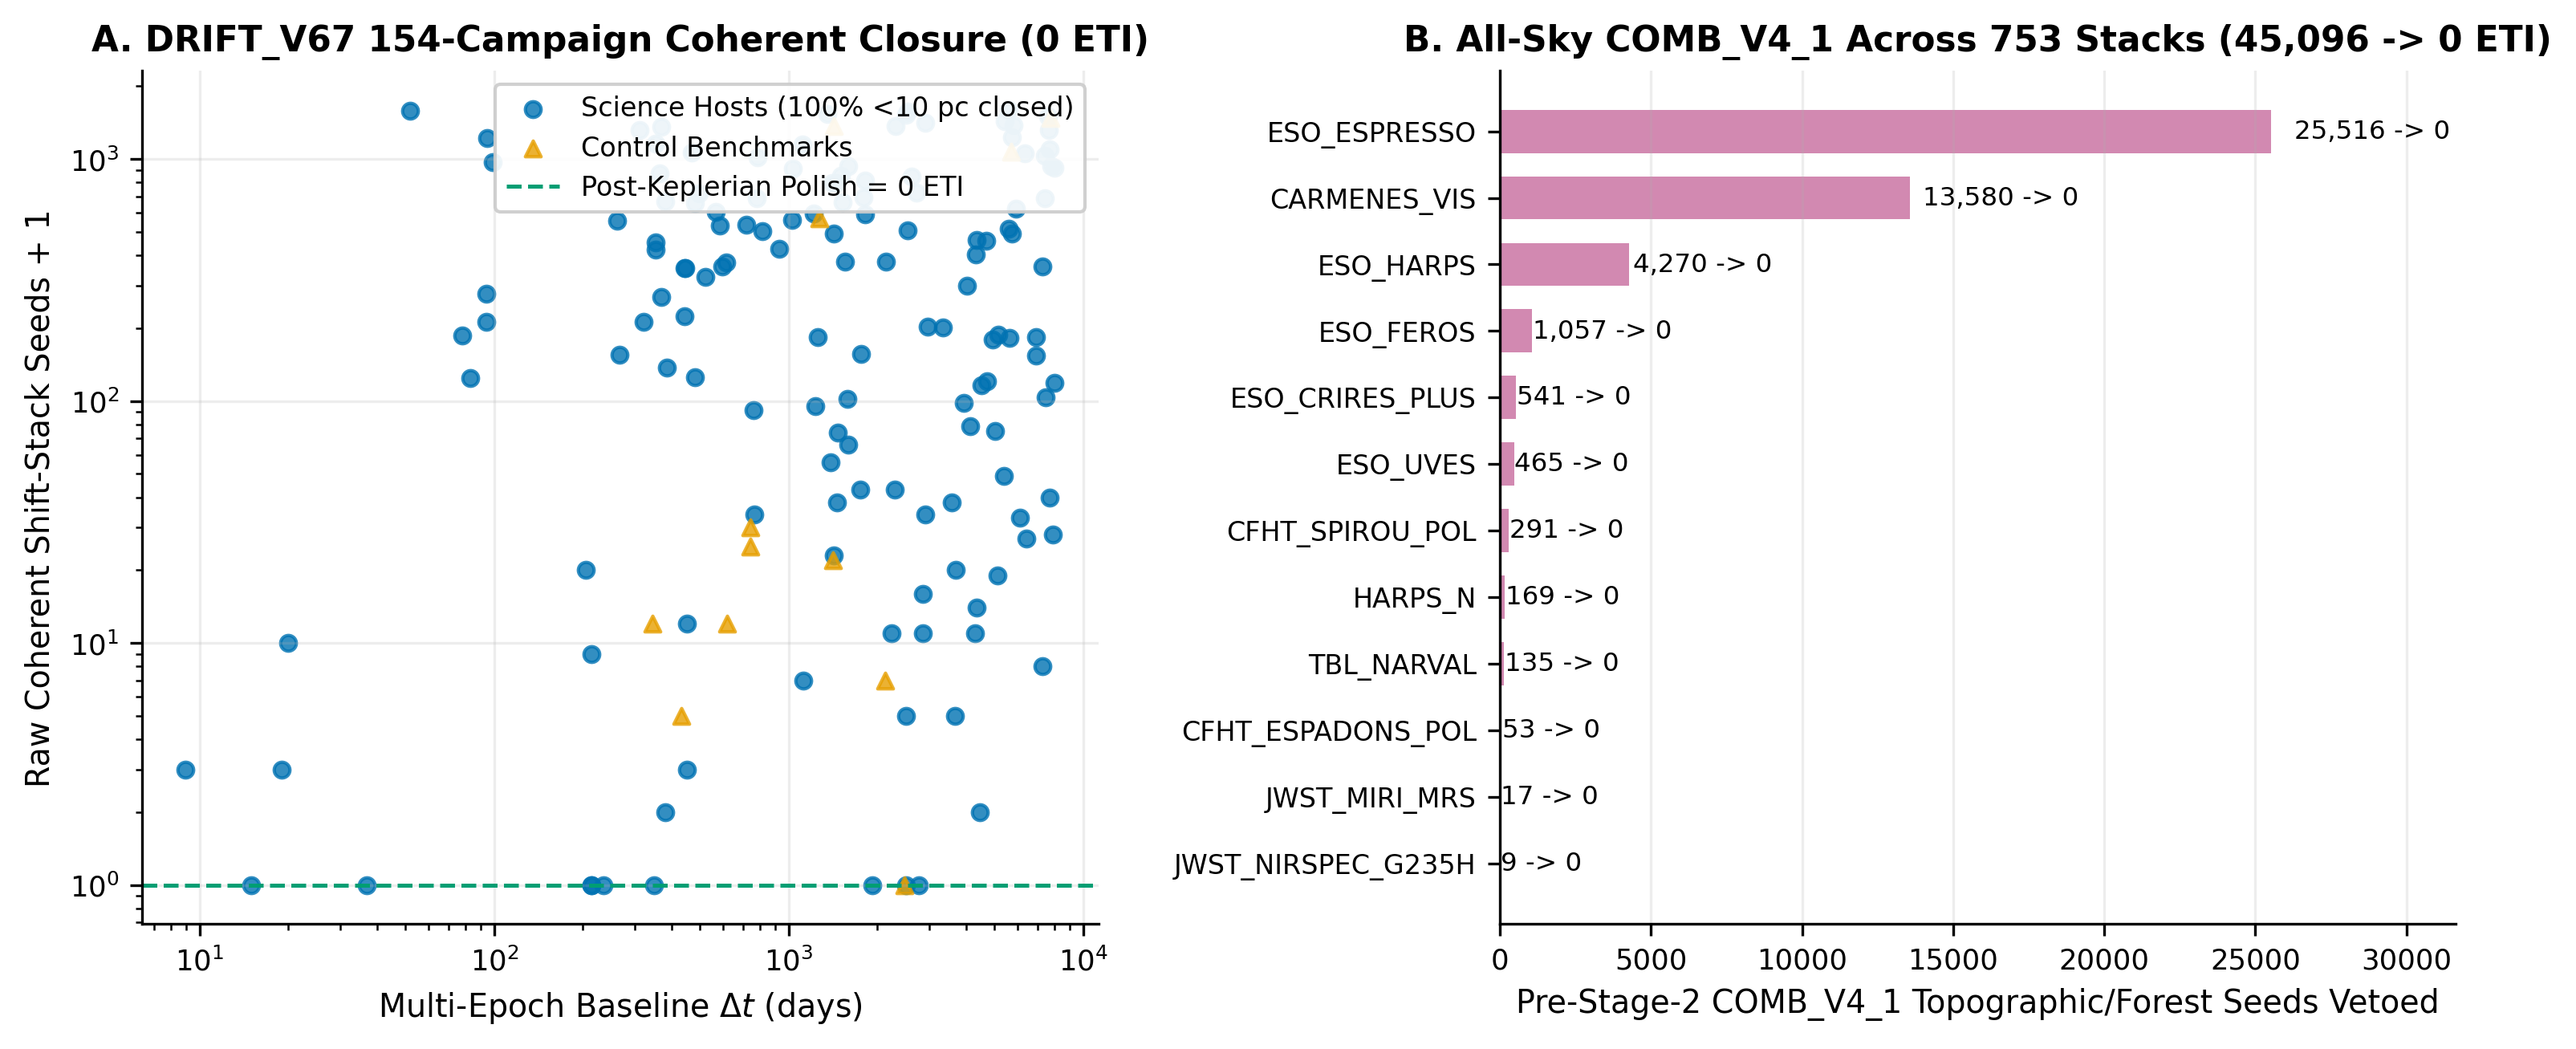 A. DRIFT_V67 154-Campaign Coherent Closure (0 ETI)
Science Hosts (100% <10 pc closed)
Control Benchmarks
Post-Keplerian Polish = 0 ETI
Raw Coherent Shift-Stack Seeds + 1
10³
10²
10¹
10⁰
10¹ 10² 10³ 10⁴
Multi-Epoch Baseline Δt (days)
B. All-Sky COMB_V4_1 Across 753 Stacks (45,096 -> 0 ETI)
ESO_ESPRESSO 25,516 -> 0
CARMENES_VIS 13,580 -> 0
ESO_HARPS 4,270 -> 0
ESO_FEROS 1,057 -> 0
ESO_CRIRES_PLUS 541 -> 0
ESO_UVES 465 -> 0
CFHT_SPIROU_POL 291 -> 0
HARPS_N 169 -> 0
TBL_NARVAL 135 -> 0
CFHT_ESPADONS_POL 53 -> 0
JWST_MIRI_MRS 17 -> 0
JWST_NIRSPEC_G235H 9 -> 0
0 5000 10000 15000 20000 25000 30000
Pre-Stage-2 COMB_V4_1 Topographic/Forest Seeds Vetoed